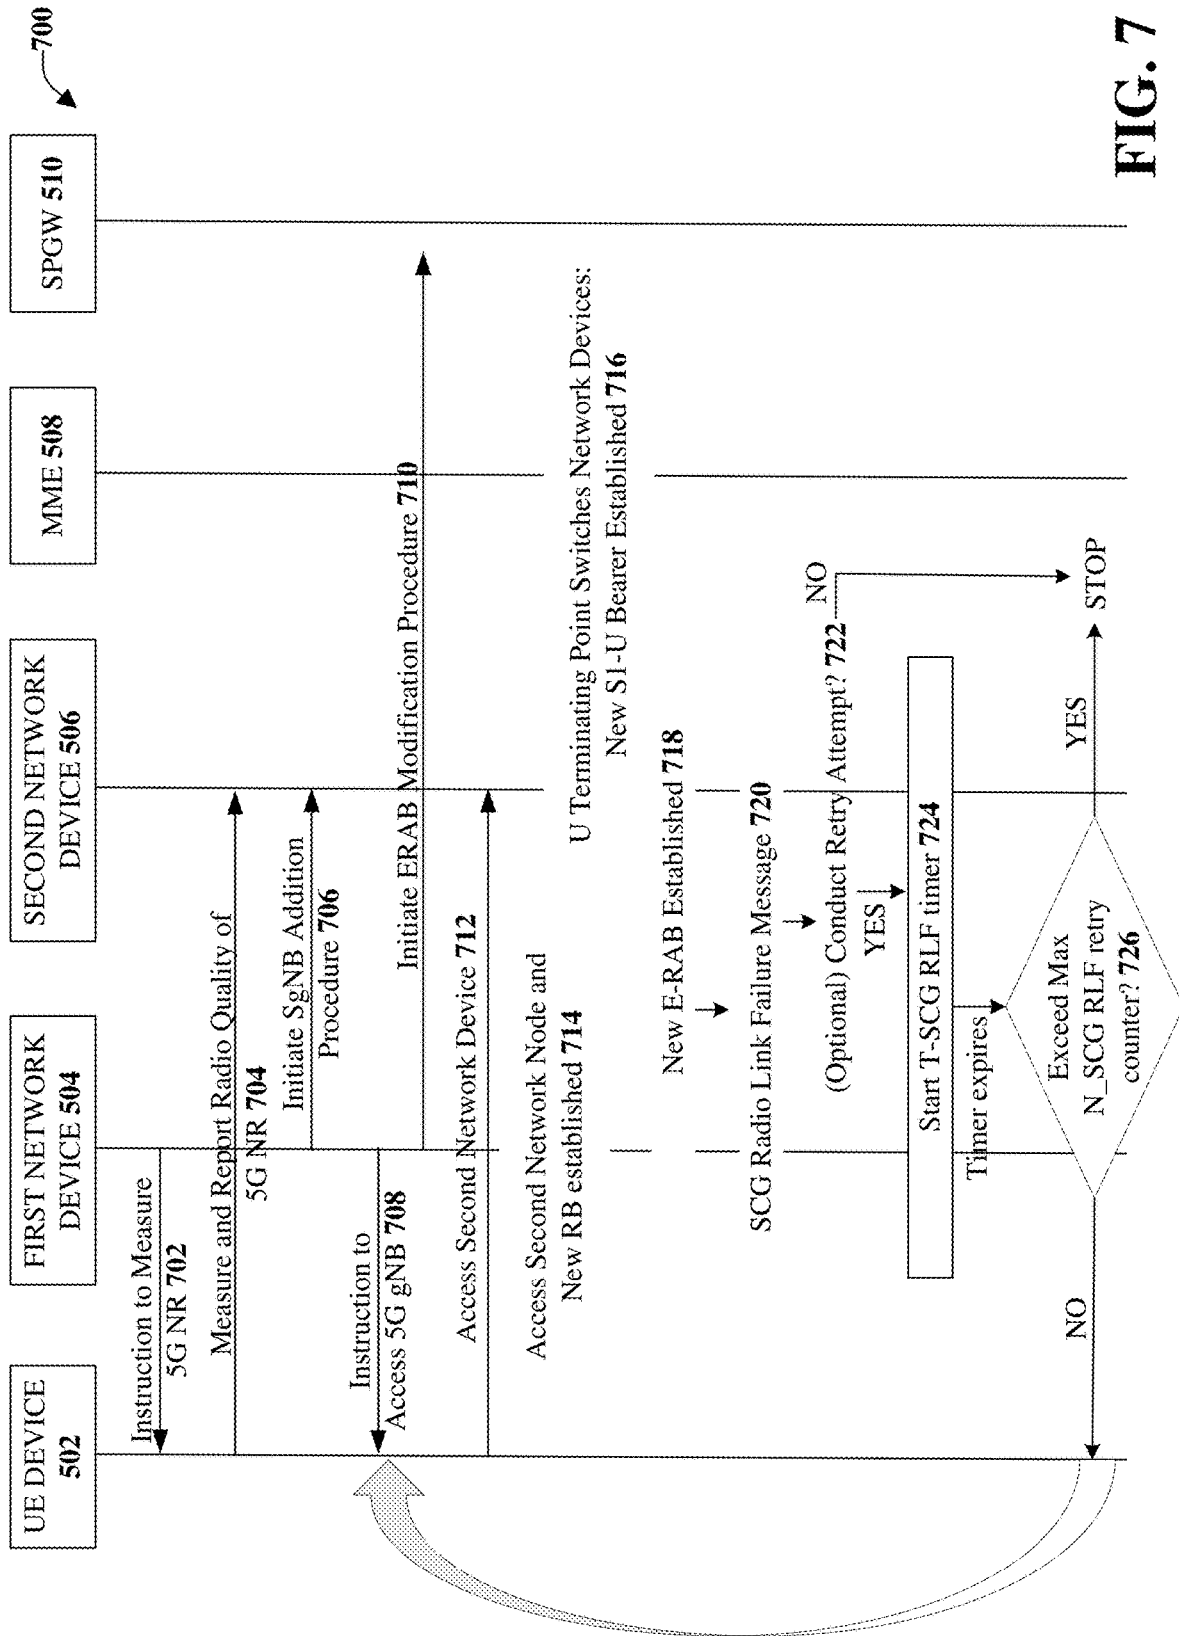 700
UE DEVICE
502
FIRST NETWORK
DEVICE 504
SECOND NETWORK
DEVICE 506
MME 508
SPGW 510
Instruction to Measure
5G NR 702
Measure and Report Radio Quality of
5G NR 704
Initiate SgNB Addition
Procedure 706
Instruction to
Access 5G gNB 708
Initiate ERAB Modification Procedure 710
Access Second Network Device 712
Access Second Network Node and
New RB established 714
U Terminating Point Switches Network Devices:
New S1-U Bearer Established 716
New E-RAB Established 718
SCG Radio Link Failure Message 720
(Optional) Conduct Retry Attempt? 722
NO
YES
Start T-SCG RLF timer 724
Timer expires
Exceed Max
N_SCG RLF retry
counter? 726
NO
YES
STOP
FIG. 7